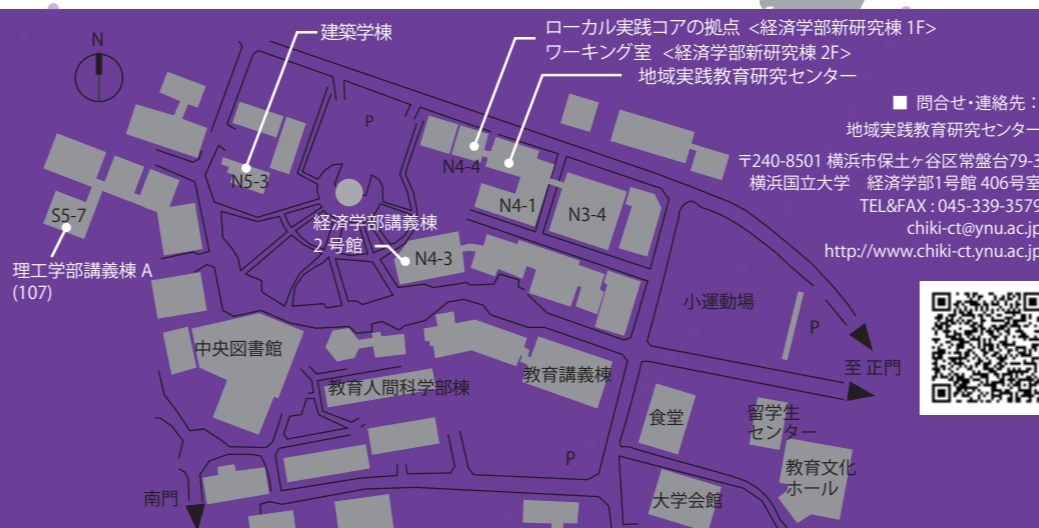 N
建築学棟
ローカル実践コアの拠点 <経済学部新研究棟 1F>
ワーキング室 <経済学部新研究棟 2F>
地域実践教育研究センター
■ 問合せ・連絡先：
地域実践教育研究センター
〒240-8501 横浜市保土ヶ谷区常盤台79-3
横浜国立大学　経済学部1号館 406号室
TEL&FAX : 045-339-3579
chiki-ct@ynu.ac.jp
http://www.chiki-ct.ynu.ac.jp
P
N5-3
N4-4
N4-1
N3-4
S5-7
経済学部講義棟
2 号館
N4-3
理工学部講義棟 A
(107)
小運動場
P
至 正門
中央図書館
教育人間科学部棟
教育講義棟
食堂
留学生
センター
P
教育文化
ホール
南門
大学会館